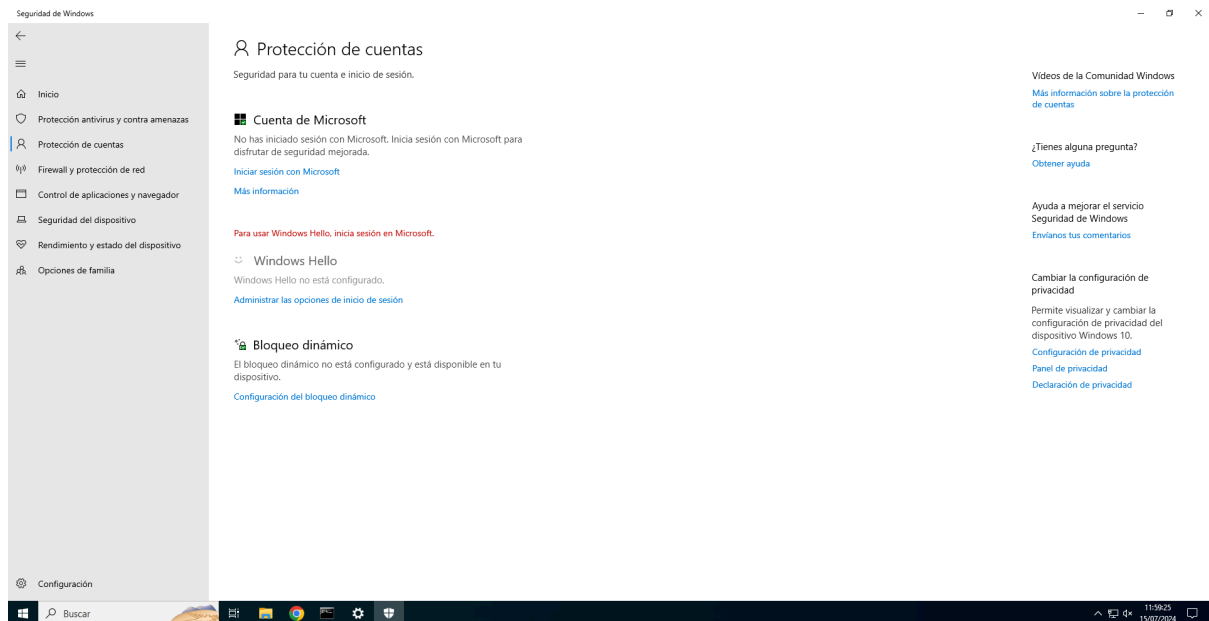 Seguridad de Windows
Inicio
Protección antivirus y contra amenazas
Protección de cuentas
Firewall y protección de red
Control de aplicaciones y navegador
Seguridad del dispositivo
Rendimiento y estado del dispositivo
Opciones de familia
Configuración
Protección de cuentas
Seguridad para tu cuenta e inicio de sesión.
Cuenta de Microsoft
No has iniciado sesión con Microsoft. Inicia sesión con Microsoft para
disfrutar de seguridad mejorada.
Iniciar sesión con Microsoft
Más información
Para usar Windows Hello, inicia sesión en Microsoft.
Windows Hello
Windows Hello no está configurado.
Administrar las opciones de inicio de sesión
Bloqueo dinámico
El bloqueo dinámico no está configurado y está disponible en tu
dispositivo.
Configuración del bloqueo dinámico
Vídeos de la Comunidad Windows
Más información sobre la protección
de cuentas
¿Tienes alguna pregunta?
Obtener ayuda
Ayuda a mejorar el servicio
Seguridad de Windows
Envíanos tus comentarios
Cambiar la configuración de
privacidad
Permite visualizar y cambiar la
configuración de privacidad del
dispositivo Windows 10.
Configuración de privacidad
Panel de privacidad
Declaración de privacidad
Buscar
11:59:25
15/07/2024